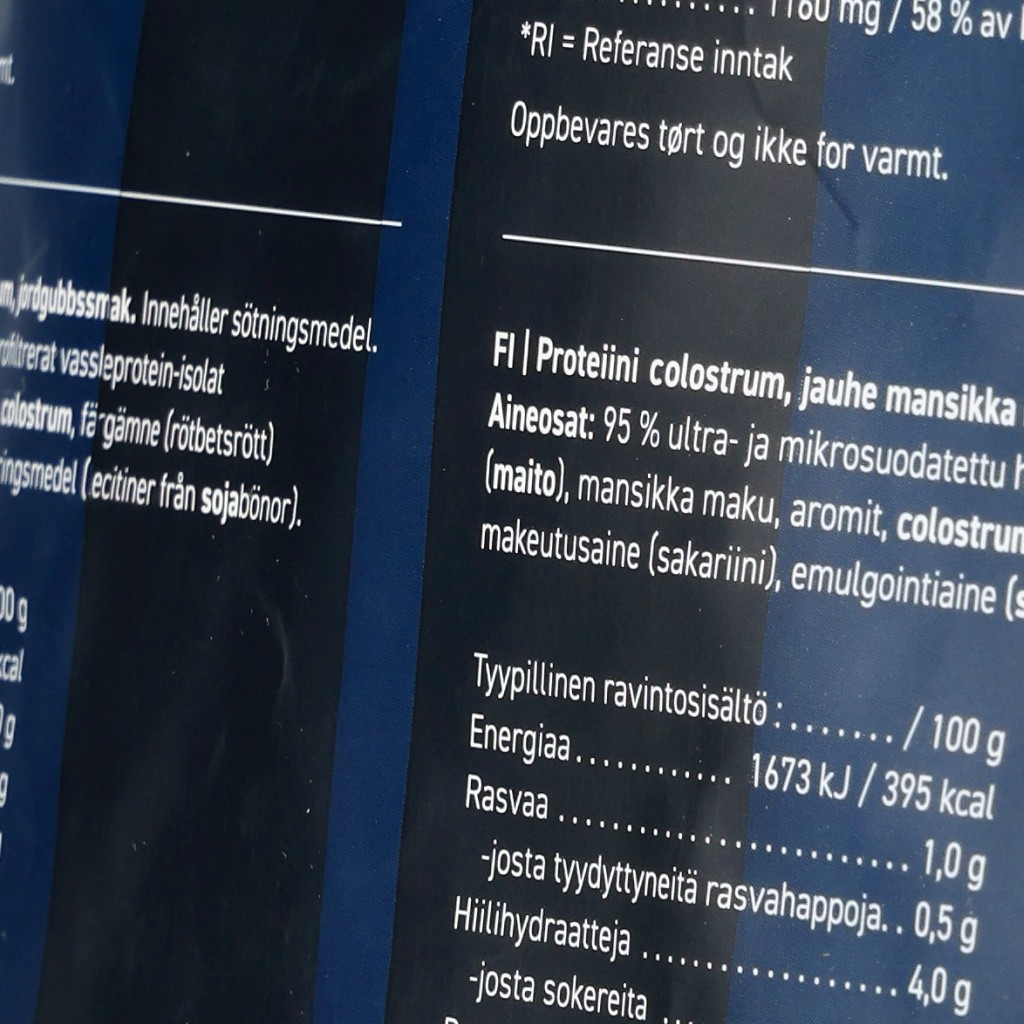 1160 mg / 58 % av
*RI = Referanse inntak
Oppbevares tørt og ikke for varmt.
jordgubbssmak. Innehåller sötningsmedel.
vassleprotein-isolat
colostrum, färgämne (rötbetsrött)
(lecitiner från sojabönor).
00 g
kcal
g
g
FI | Proteiini colostrum, jauhe mansikka
Aineosat: 95 % ultra- ja mikrosuodatettu
(maito), mansikka maku, aromit, colostrum
makeutusaine (sakariini), emulgointiaine
Tyypillinen ravintosisältö :........ / 100 g
Energiaa............ 1673 kJ / 395 kcal
Rasvaa ........................... 1,0 g
-josta tyydyttyneitä rasvahappoja.. 0,5 g
Hiilihydraatteja .................... 4,0 g
-josta sokereita ...